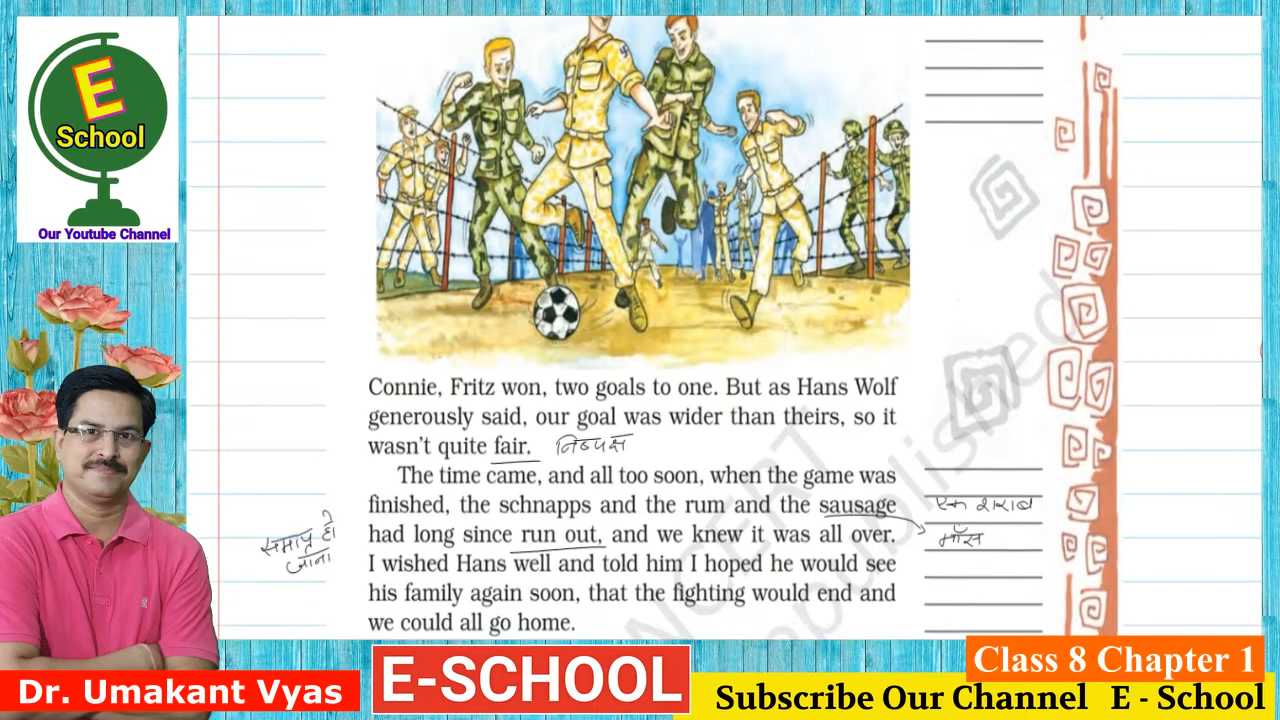 E
School
Our Youtube Channel
Connie, Fritz won, two goals to one. But as Hans Wolf
generously said, our goal was wider than theirs, so it
wasn't quite fair. निष्पक्ष
The time came, and all too soon, when the game was
finished, the schnapps and the rum and the sausage
had long since run out, and we knew it was all over.
I wished Hans well and told him I hoped he would see
his family again soon, that the fighting would end and
we could all go home.
एक शराब
माँस
समाप्त हो
जाना
NCERT
republished
Dr. Umakant Vyas
E-SCHOOL
Class 8 Chapter 1
Subscribe Our Channel E - School